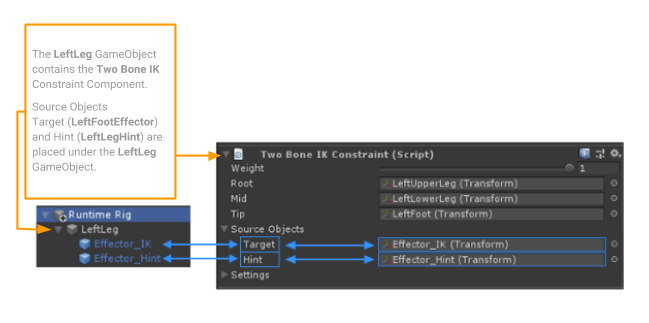 The LeftLeg GameObject
contains the Two Bone IK
Constraint Component.
Source Objects
Target (LeftFootEffector)
and Hint (LeftLegHint) are
placed under the LeftLeg
GameObject.
Runtime Rig
LeftLeg
Effector_IK
Effector_Hint
Two Bone IK Constraint (Script)
Weight 1
Root LeftUpperLeg (Transform)
Mid LeftLowerLeg (Transform)
Tip LeftFoot (Transform)
Source Objects
Target Effector_IK (Transform)
Hint Effector_Hint (Transform)
Settings